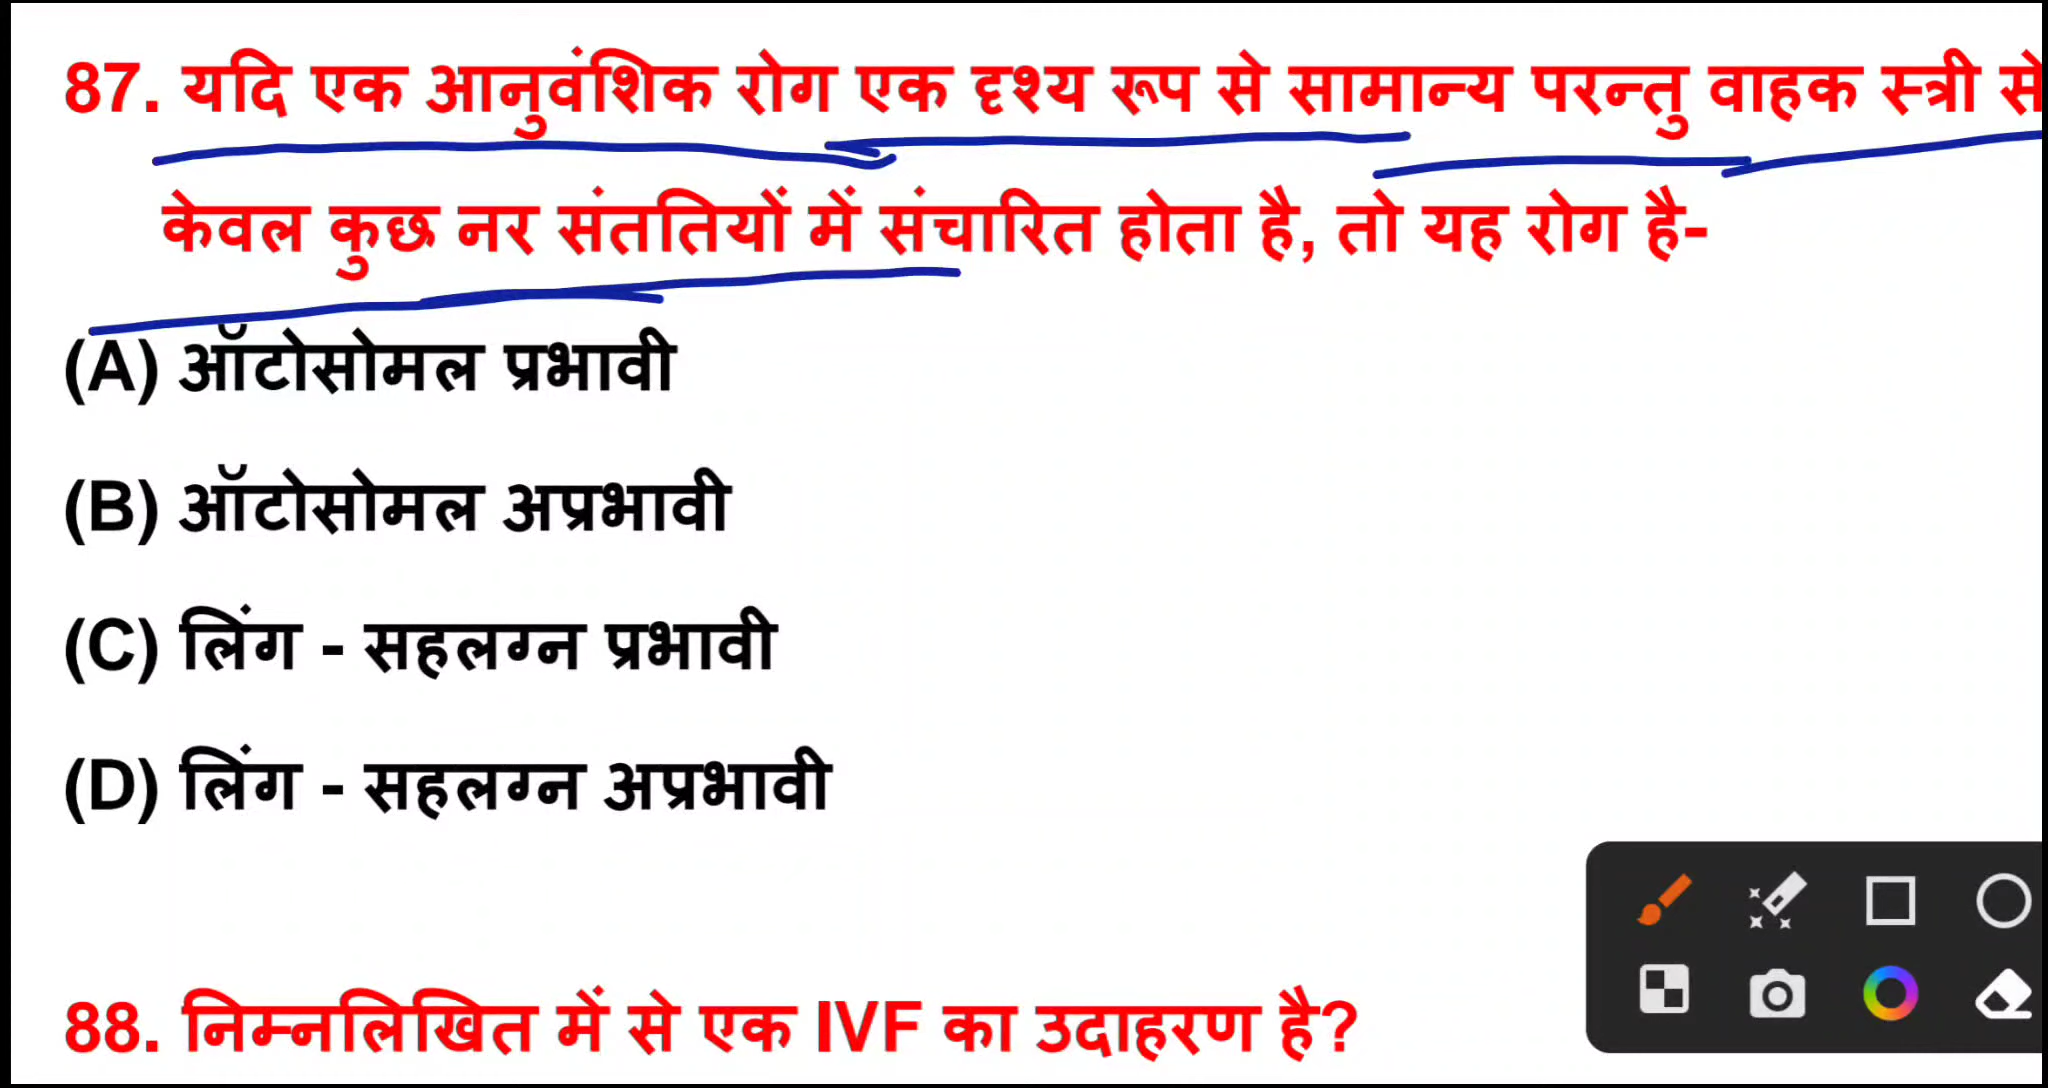 87. यदि एक आनुवंशिक रोग एक दृश्य रूप से सामान्य परन्तु वाहक स्त्री से
केवल कुछ नर संततियों में संचारित होता है, तो यह रोग है-
(A) ऑटोसोमल प्रभावी
(B) ऑटोसोमल अप्रभावी
(C) लिंग - सहलग्न प्रभावी
(D) लिंग - सहलग्न अप्रभावी
88. निम्नलिखित में से एक IVF का उदाहरण है?